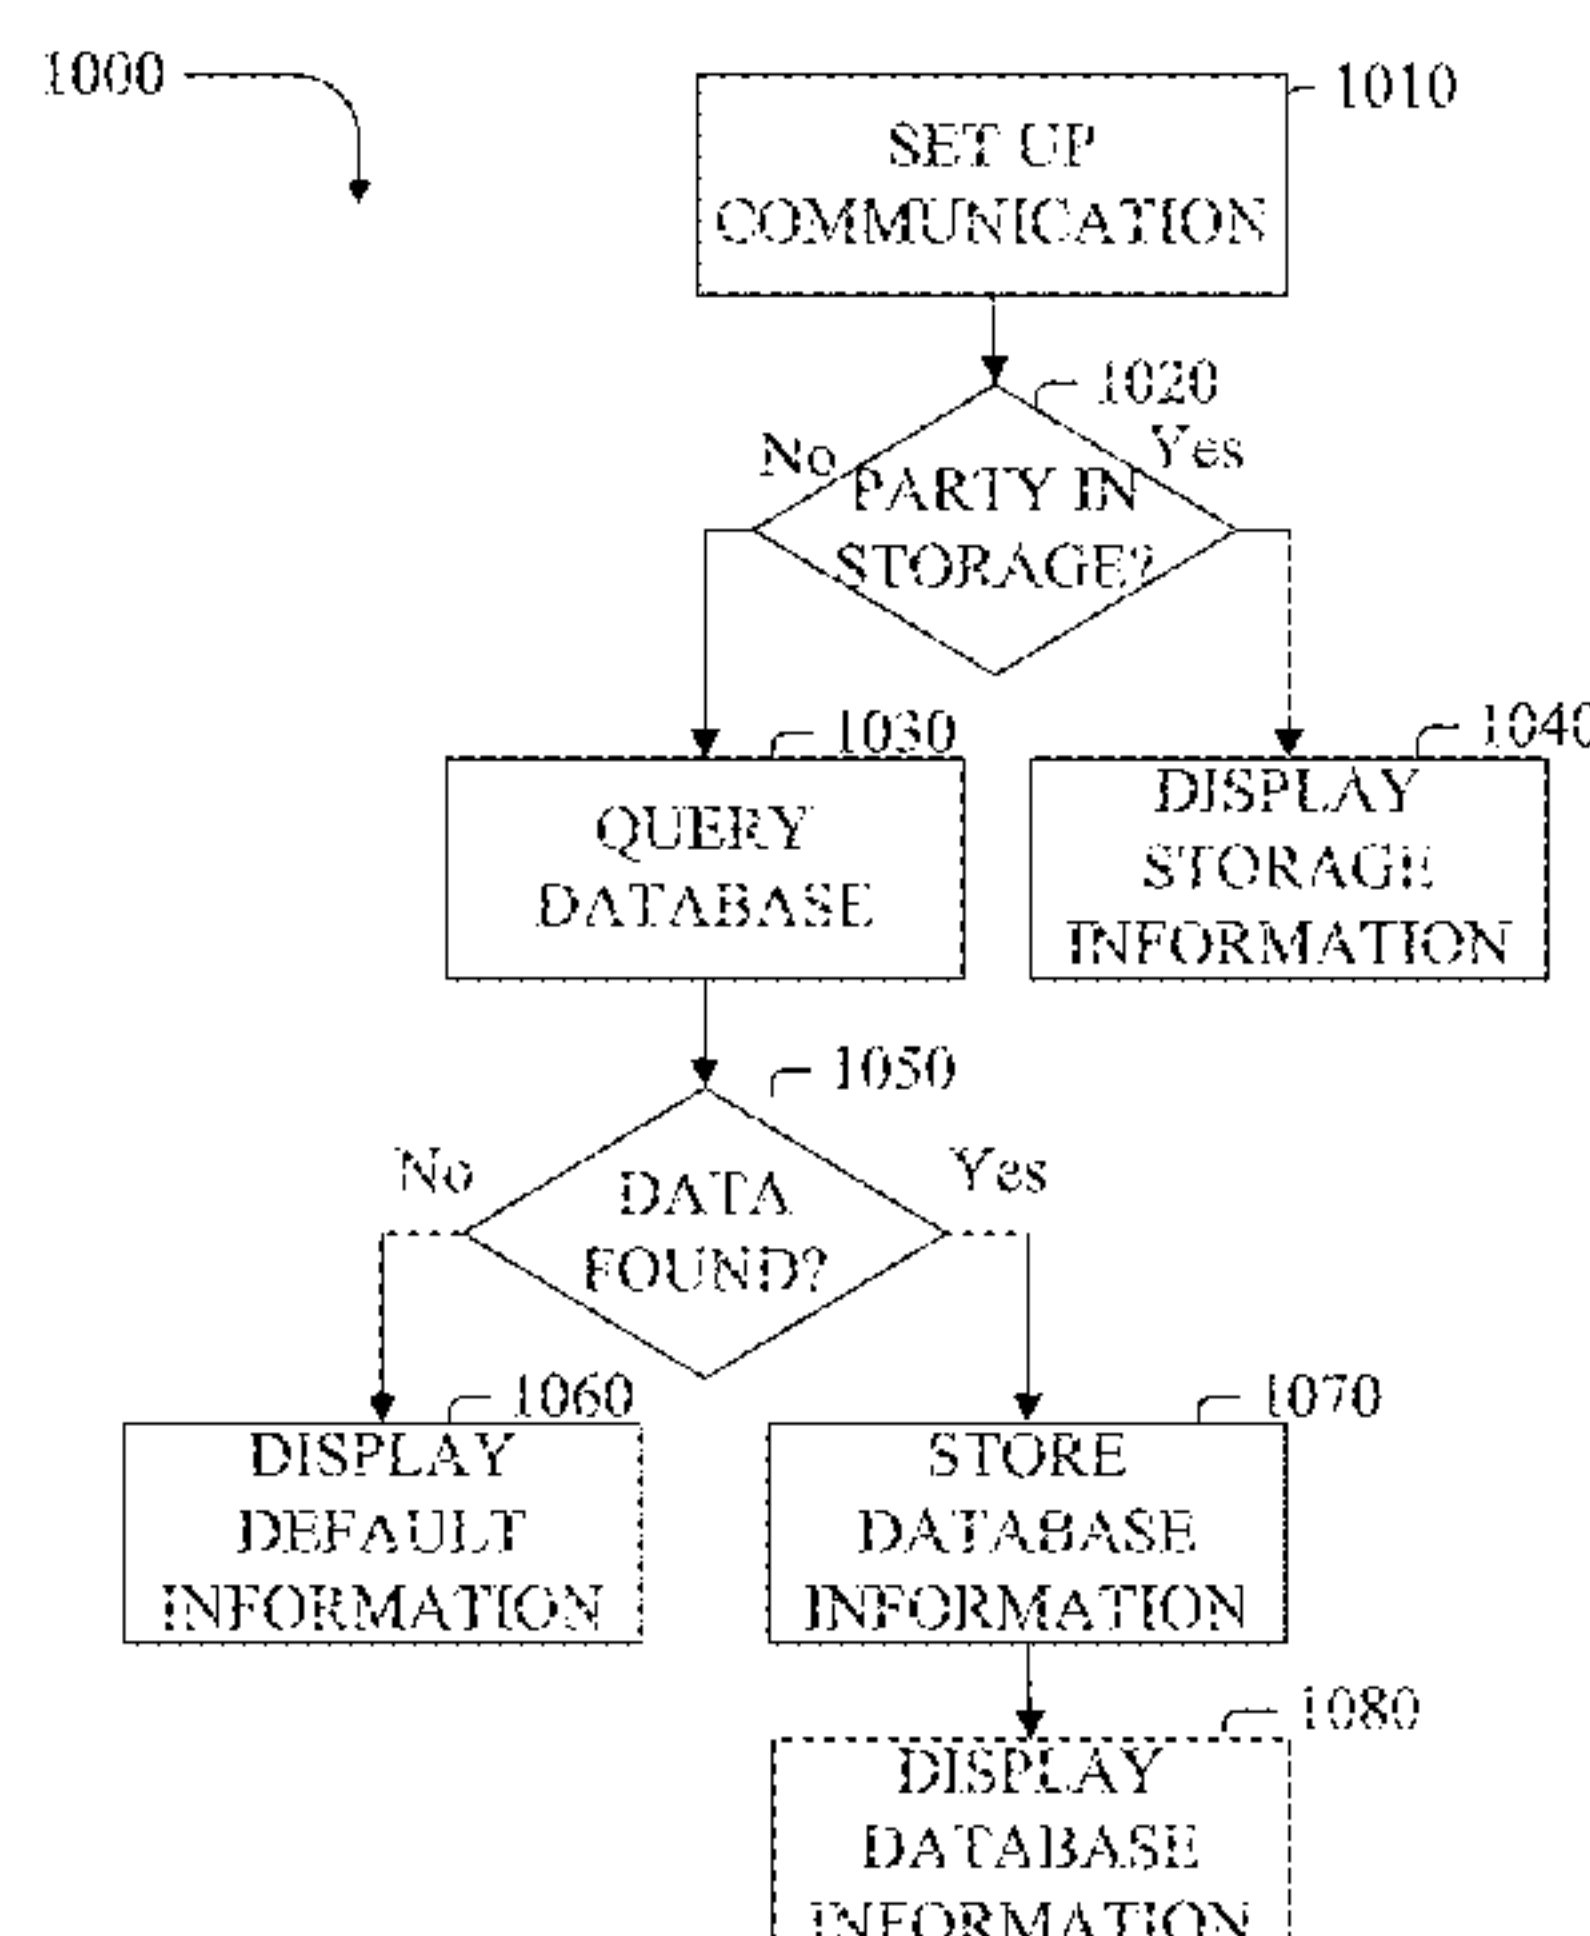 1000
1010
SET UP
COMMUNICATION
1020
No
Yes
PARTY IN
STORAGE?
1030
1040
QUERY
DATABASE
DISPLAY
STORAGE
INFORMATION
1050
No
Yes
DATA
FOUND?
1060
1070
DISPLAY
DEFAULT
INFORMATION
STORE
DATABASE
INFORMATION
1080
DISPLAY
DATABASE
INFORMATION